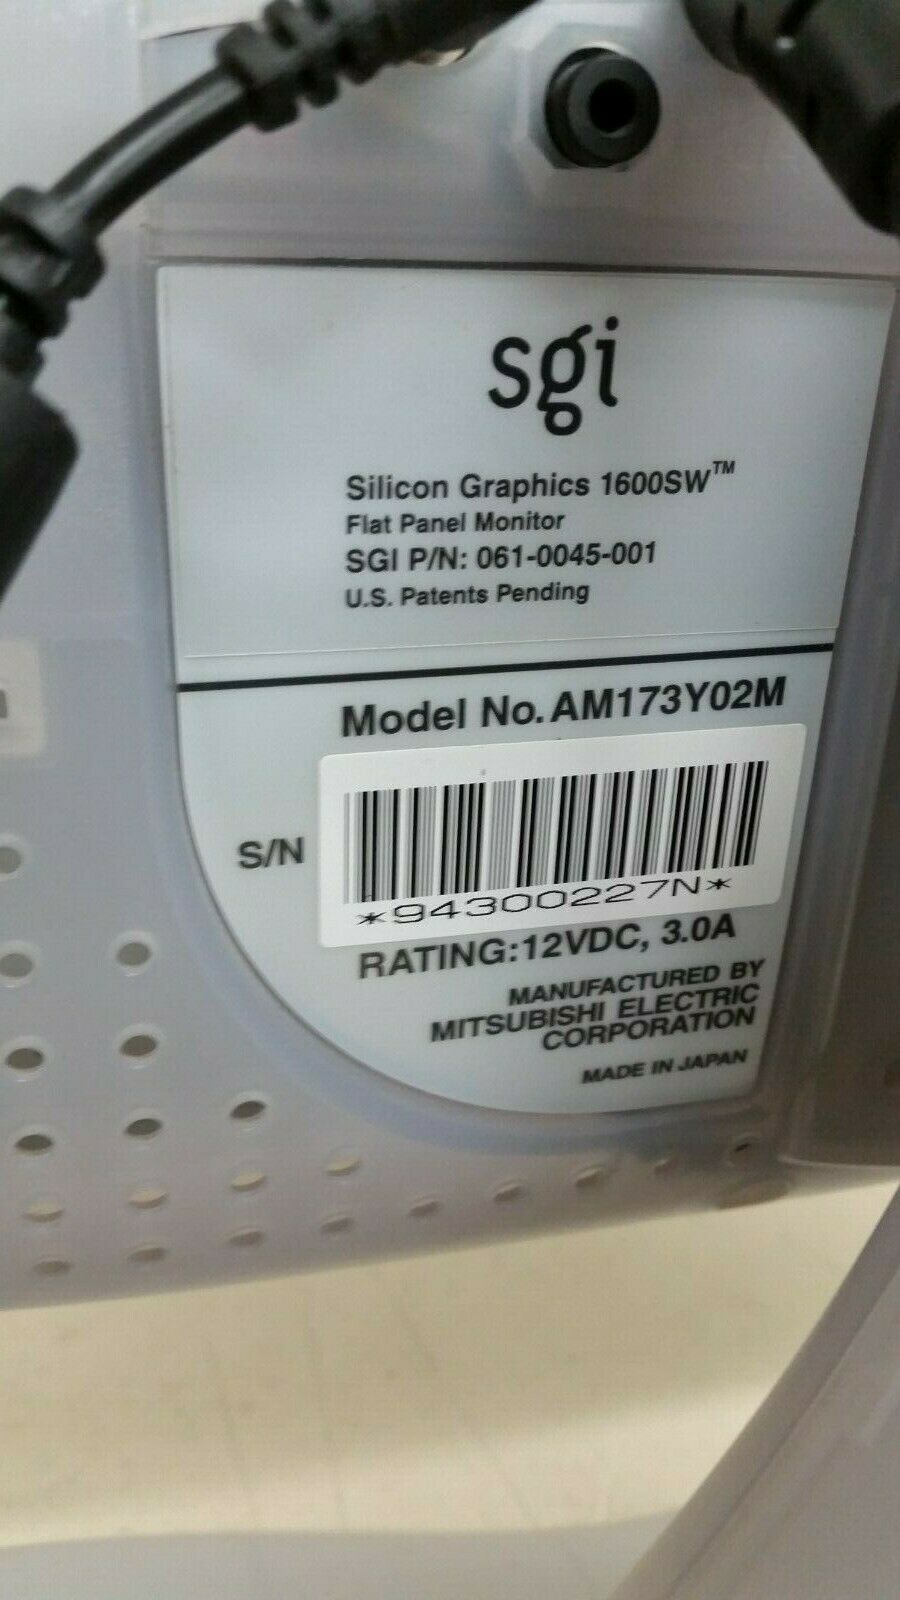 sgi
Silicon Graphics 1600SW™
Flat Panel Monitor
SGI P/N: 061-0045-001
U.S. Patents Pending
Model No. AM173Y02M
S/N
*94300227N*
RATING:12VDC, 3.0A
MANUFACTURED BY
MITSUBISHI ELECTRIC
CORPORATION
MADE IN JAPAN